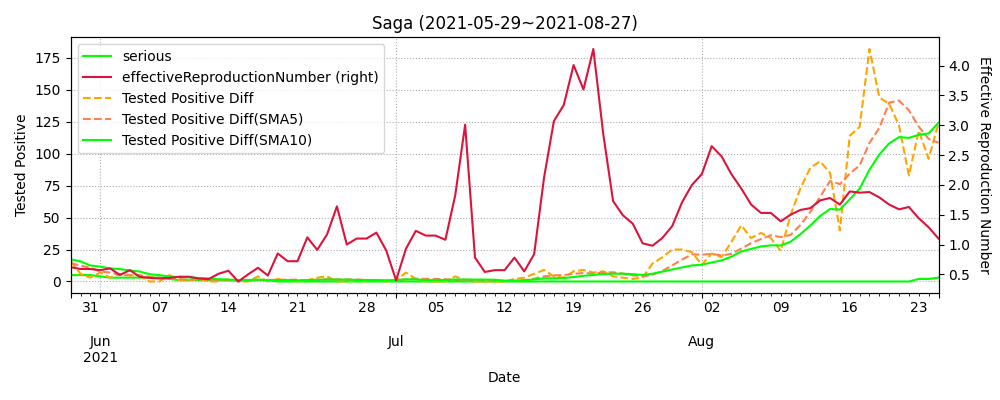 Saga (2021-05-29~2021-08-27)
serious
effectiveReproductionNumber (right)
Tested Positive Diff
Tested Positive Diff(SMA5)
Tested Positive Diff(SMA10)
Tested Positive
175
150
125
100
75
50
25
0
4.0
3.5
3.0
2.5
2.0
1.5
1.0
0.5
Effective Reproduction Number
31 07 14 21 28 05 12 19 26 02 09 16 23
Jun Jul Aug
2021
Date